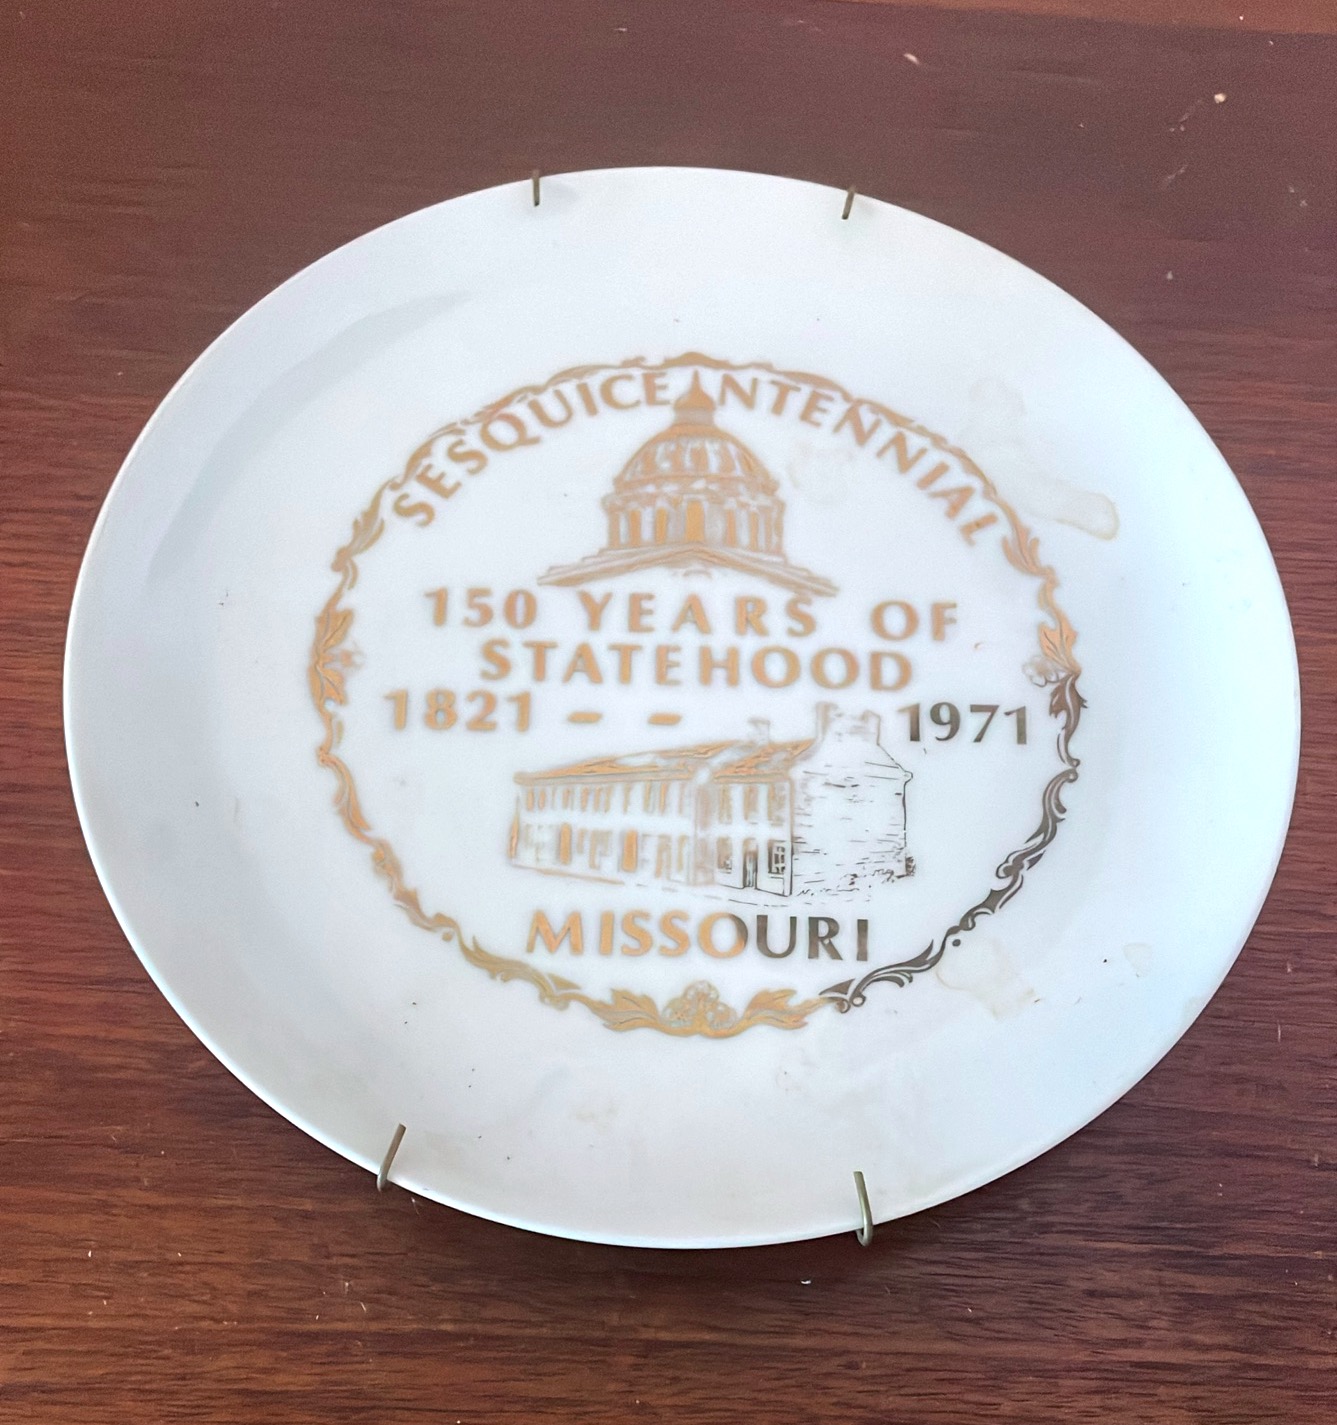 SESQUICENTENNIAL
150 YEARS OF
STATEHOOD
1821 - - 1971
MISSOURI